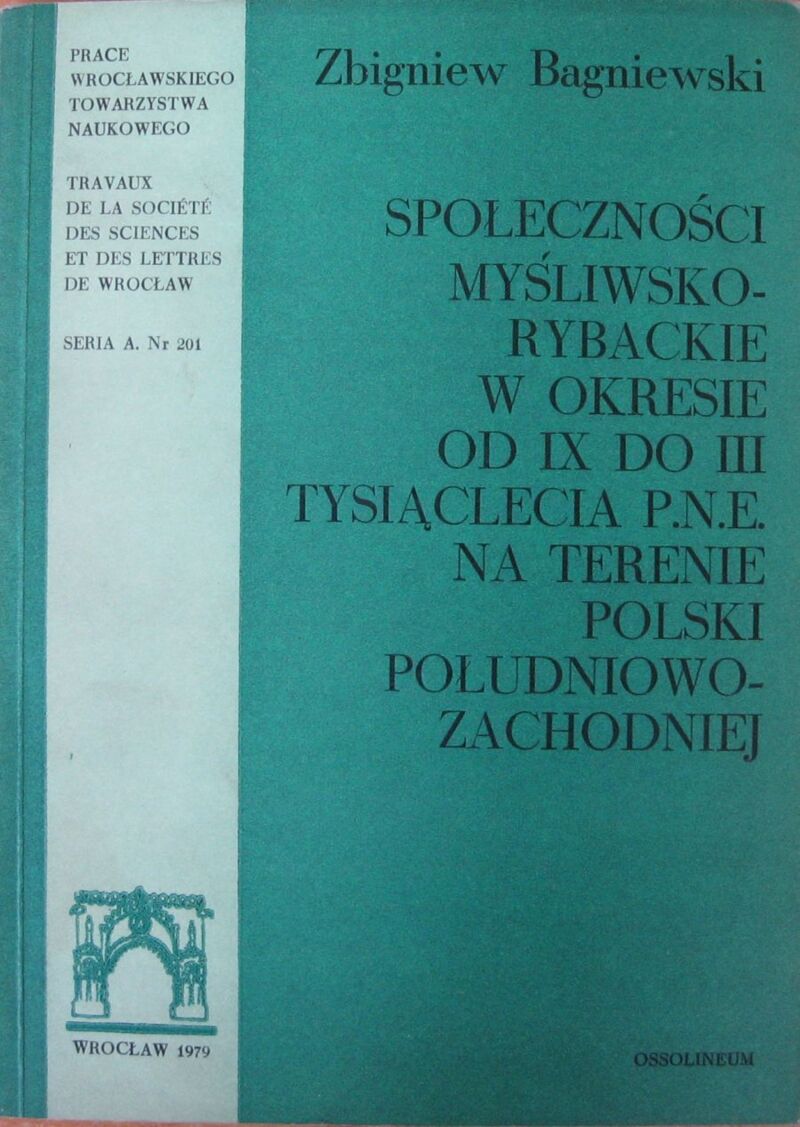 PRACE
WROCŁAWSKIEGO
TOWARZYSTWA
NAUKOWEGO
TRAVAUX
DE LA SOCIÉTÉ
DES SCIENCES
ET DES LETTRES
DE WROCŁAW
SERIA A. Nr 201
WROCŁAW 1979
Zbigniew Bagniewski
SPOŁECZNOŚCI
MYŚLIWSKO-
RYBACKIE
W OKRESIE
OD IX DO III
TYSIĄCLECIA P.N.E.
NA TERENIE
POLSKI
POŁUDNIOWO-
ZACHODNIEJ
OSSOLINEUM